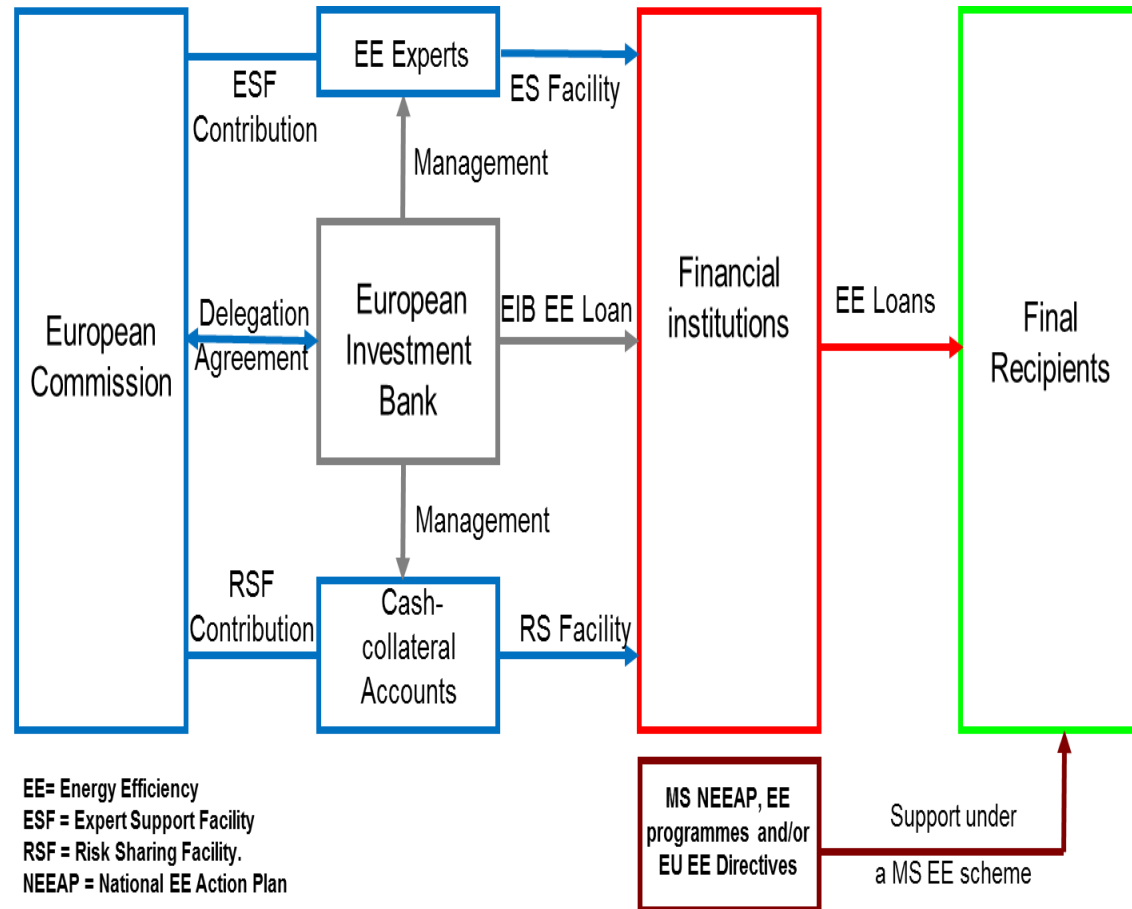 EE Experts
ESF
Contribution
ES Facility
Management
European
Commission
Delegation
Agreement
European
Investment
Bank
EIB EE Loan
Financial
institutions
EE Loans
Final
Recipients
Management
RSF
Contribution
Cash-
collateral
Accounts
RS Facility
EE= Energy Efficiency
ESF = Expert Support Facility
RSF = Risk Sharing Facility.
NEEAP = National EE Action Plan
MS NEEAP, EE
programmes and/or
EU EE Directives
Support under
a MS EE scheme